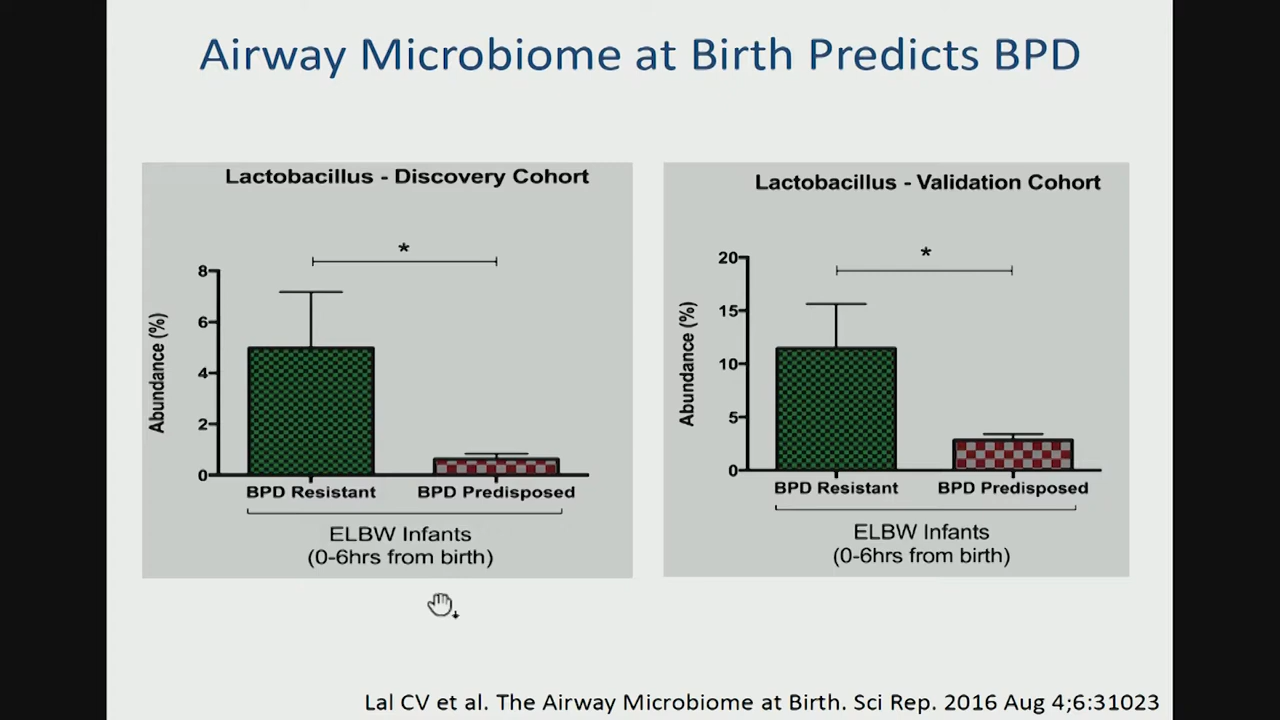 Airway Microbiome at Birth Predicts BPD
Lactobacillus - Discovery Cohort
*
8
6
4
2
0
Abundance (%)
BPD Resistant BPD Predisposed
ELBW Infants
(0-6hrs from birth)
Lactobacillus - Validation Cohort
*
20
15
10
5
0
Abundance (%)
BPD Resistant BPD Predisposed
ELBW Infants
(0-6hrs from birth)
Lal CV et al. The Airway Microbiome at Birth. Sci Rep. 2016 Aug 4;6:31023